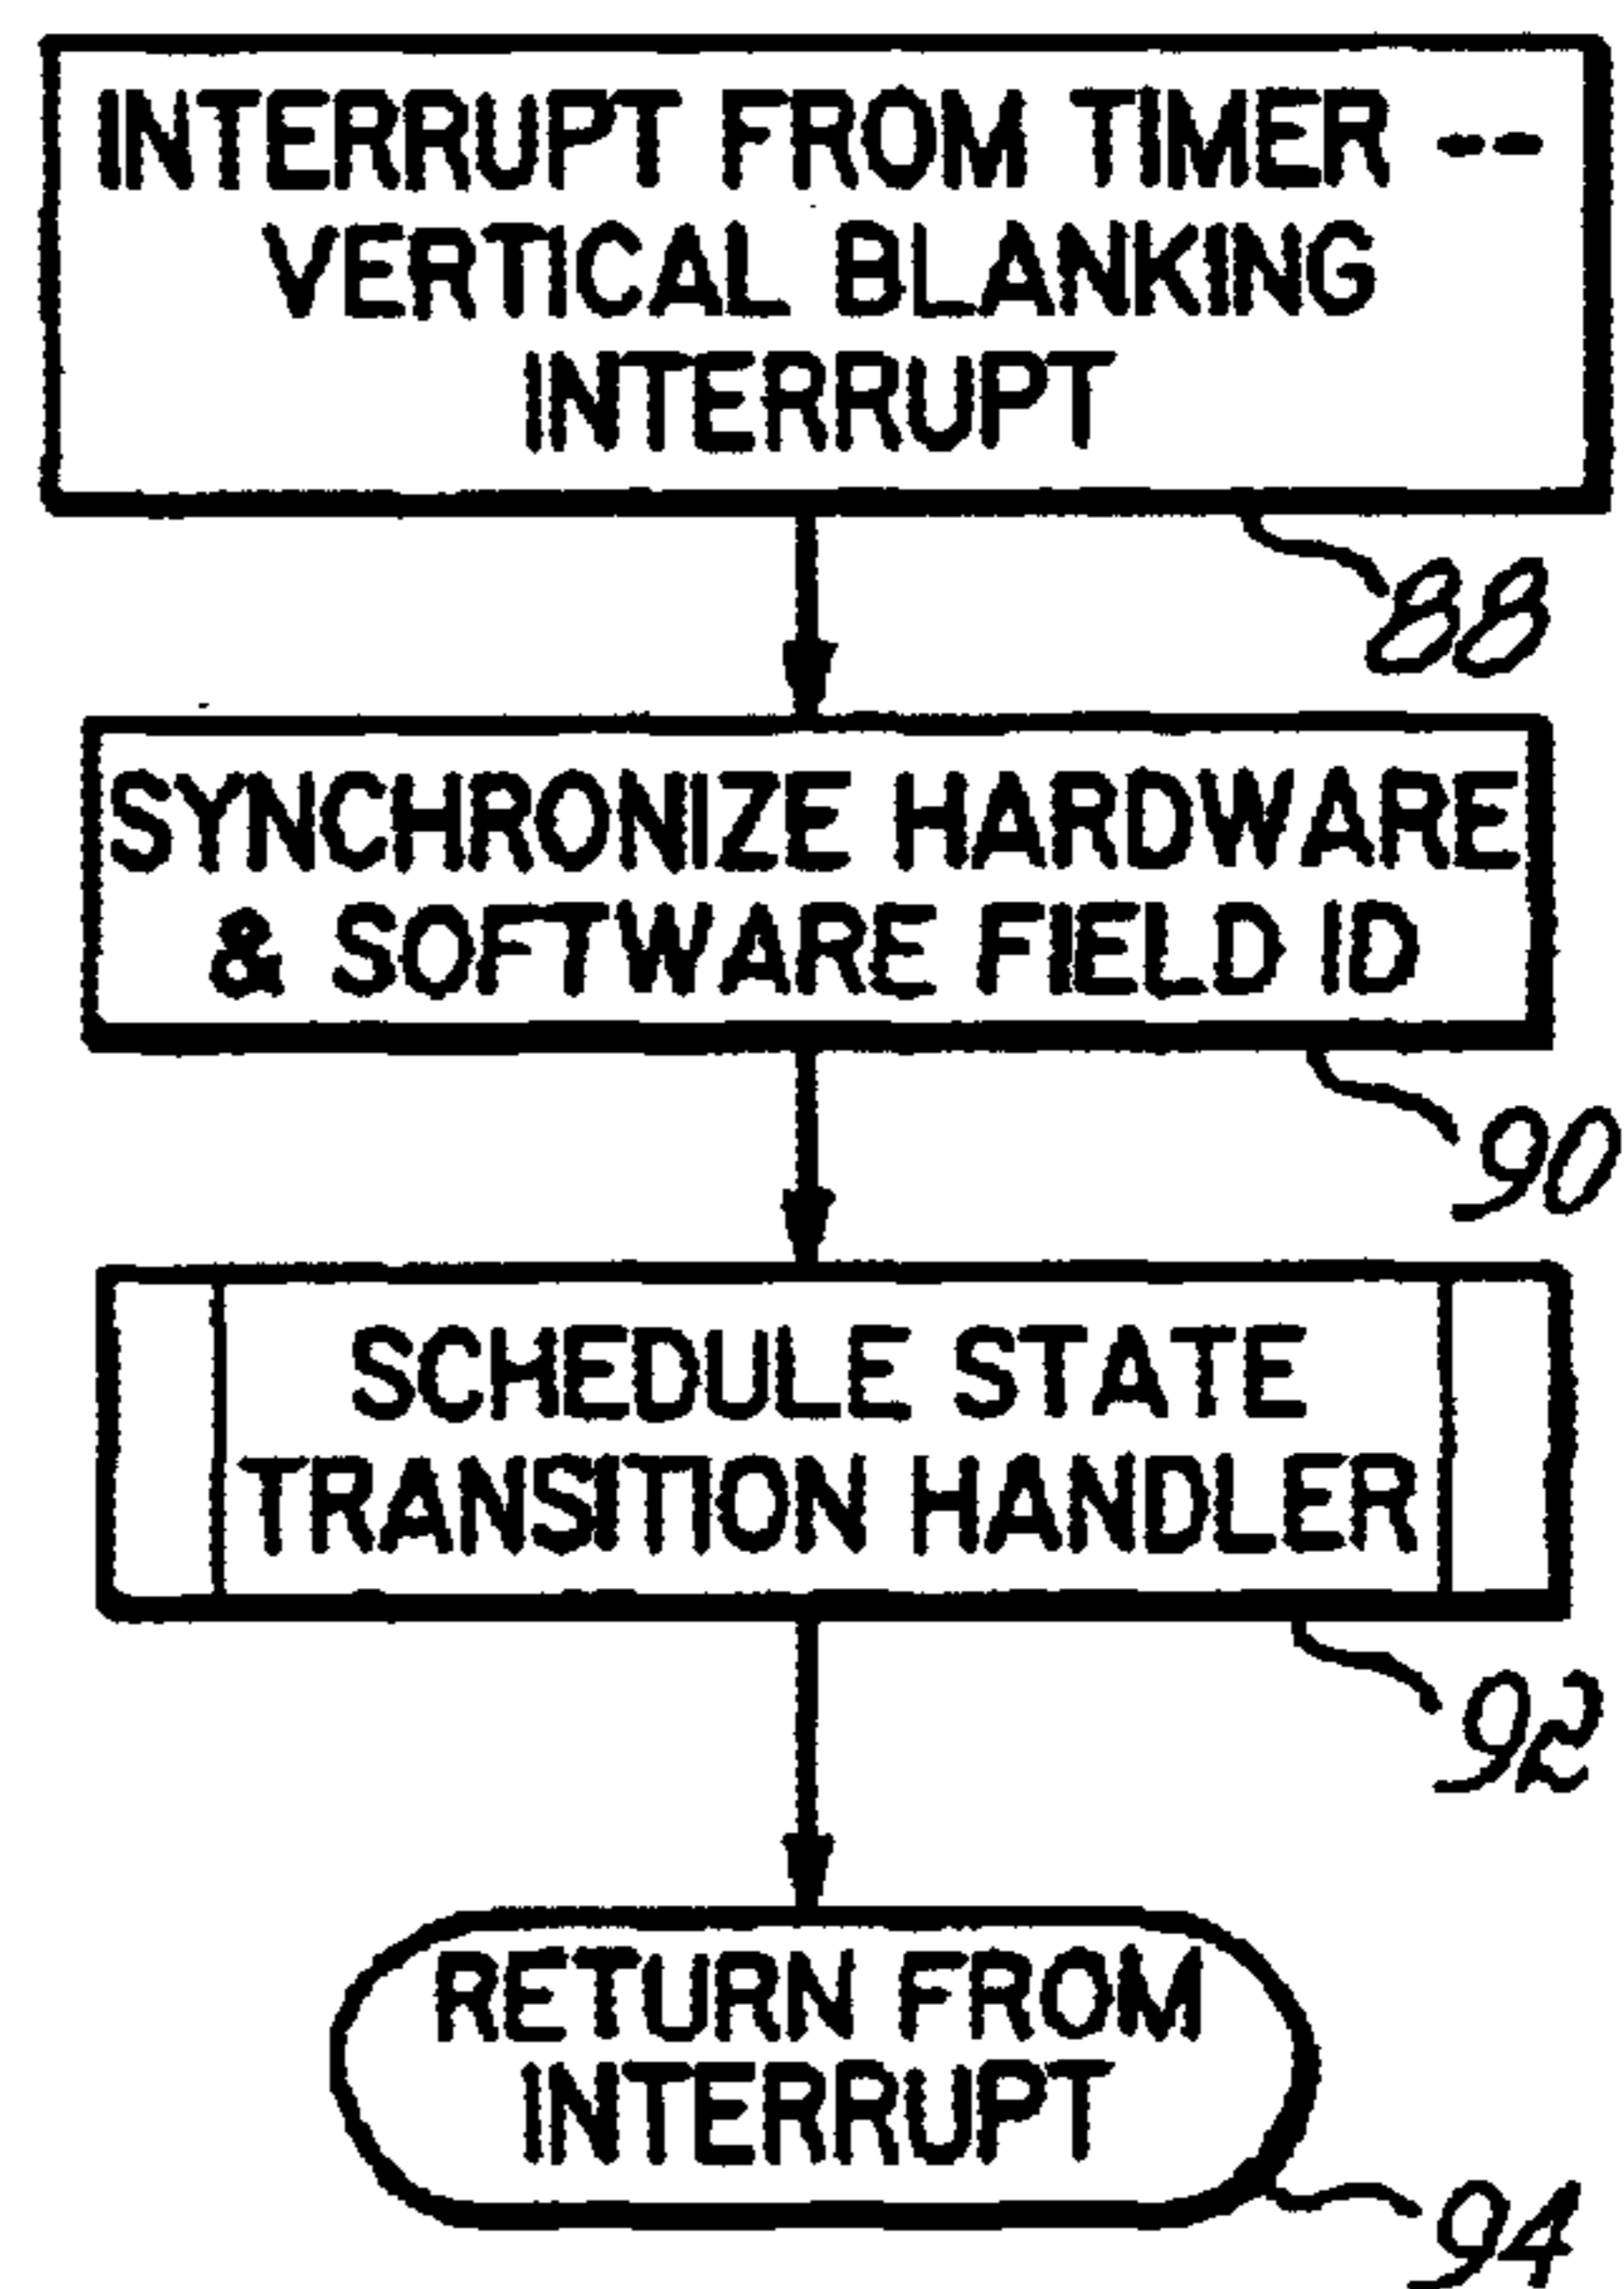 INTERRUPT FROM TIMER --
VERTICAL BLANKING
INTERRUPT
88
SYNCHRONIZE HARDWARE
& SOFTWARE FIELD ID
90
SCHEDULE STATE
TRANSITION HANDLER
92
RETURN FROM
INTERRUPT
94